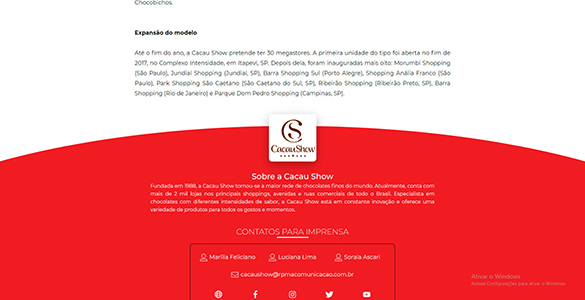 Chocobichos.
Expansão do modelo
Até o fim do ano, a Cacau Show pretende ter 30 megastores. A primeira unidade do tipo foi aberta no fim de
2017, no Complexo Intensidade, em Itapevi, SP. Depois dela, foram inauguradas mais oito: Morumbi Shopping
(São Paulo), Jundiaí Shopping (Jundiaí, SP), Barra Shopping Sul (Porto Alegre), Shopping Anália Franco (São
Paulo), Park Shopping São Caetano (São Caetano do Sul, SP), Ribeirão Shopping (Ribeirão Preto, SP), Barra
Shopping (Rio de Janeiro) e Parque Dom Pedro Shopping (Campinas, SP).
CS
CacauShow
Sobre a Cacau Show
Fundada em 1988, a Cacau Show tornou-se a maior rede de chocolates finos do mundo. Atualmente, conta com
mais de 2 mil lojas nos principais shoppings, avenidas e ruas comerciais de todo o Brasil. Especialista em
chocolates com diferentes intensidades de sabor, a Cacau Show está em constante inovação e oferece uma
variedade de produtos para todos os gostos e momentos.
CONTATOS PARA IMPRENSA
Marilia Feliciano Luciana Lima Soraia Ascari
cacaushow@rpmacomunicacao.com.br
Ativar o Windows
Acesse Configurações para ativar o Windows.